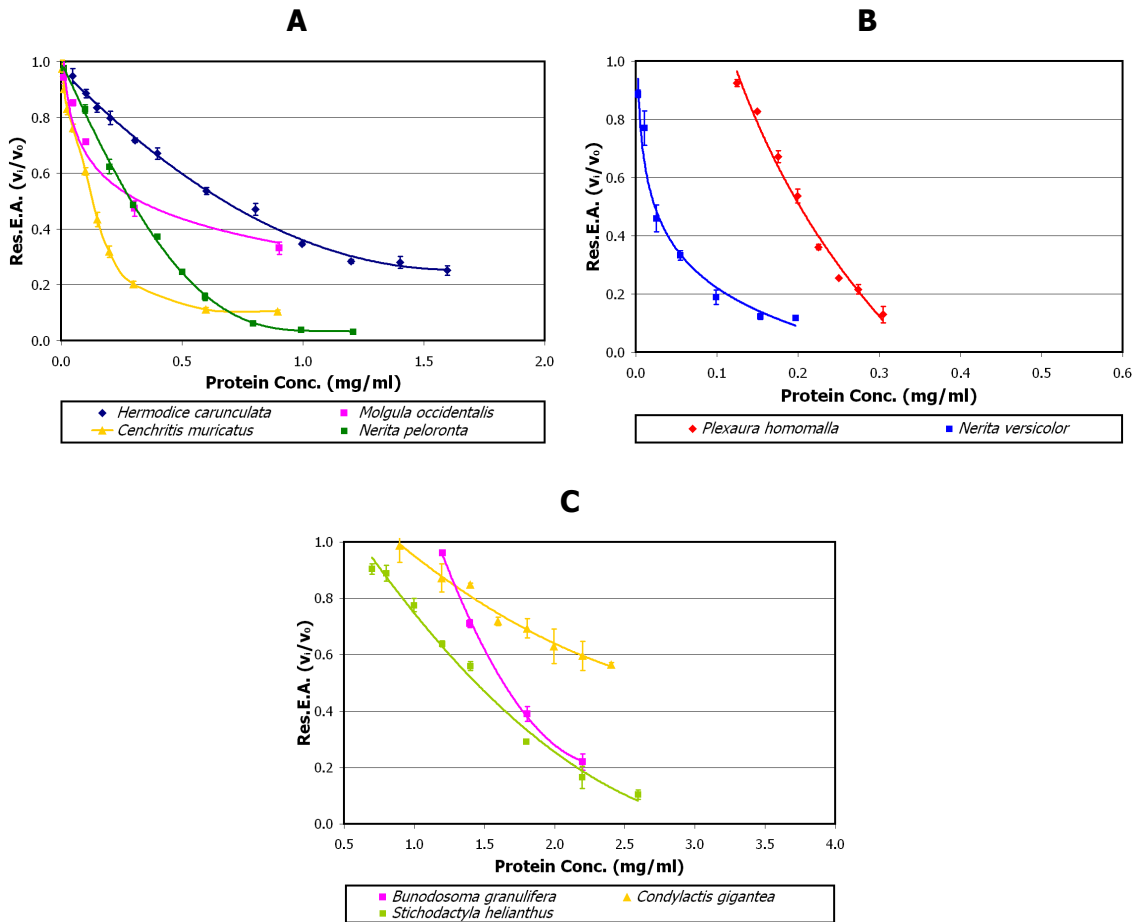 A
1.0
0.8
0.6
0.4
0.2
0.0
Res.E.A. (vᵢ/v₀)
0.0 0.5 1.0 1.5 2.0
Protein Conc. (mg/ml)
Hermodice carunculata Molgula occidentalis
Cenchritis muricatus Nerita peloronta
B
1.0
0.8
0.6
0.4
0.2
0.0
Res.E.A. (vᵢ/v₀)
0.0 0.1 0.2 0.3 0.4 0.5 0.6
Protein Conc. (mg/ml)
Plexaura homomalla Nerita versicolor
C
1.0
0.8
0.6
0.4
0.2
0.0
Res.E.A. (vᵢ/v₀)
0.5 1.0 1.5 2.0 2.5 3.0 3.5 4.0
Protein Conc. (mg/ml)
Bunodosoma granulifera Condylactis gigantea
Stichodactyla helianthus